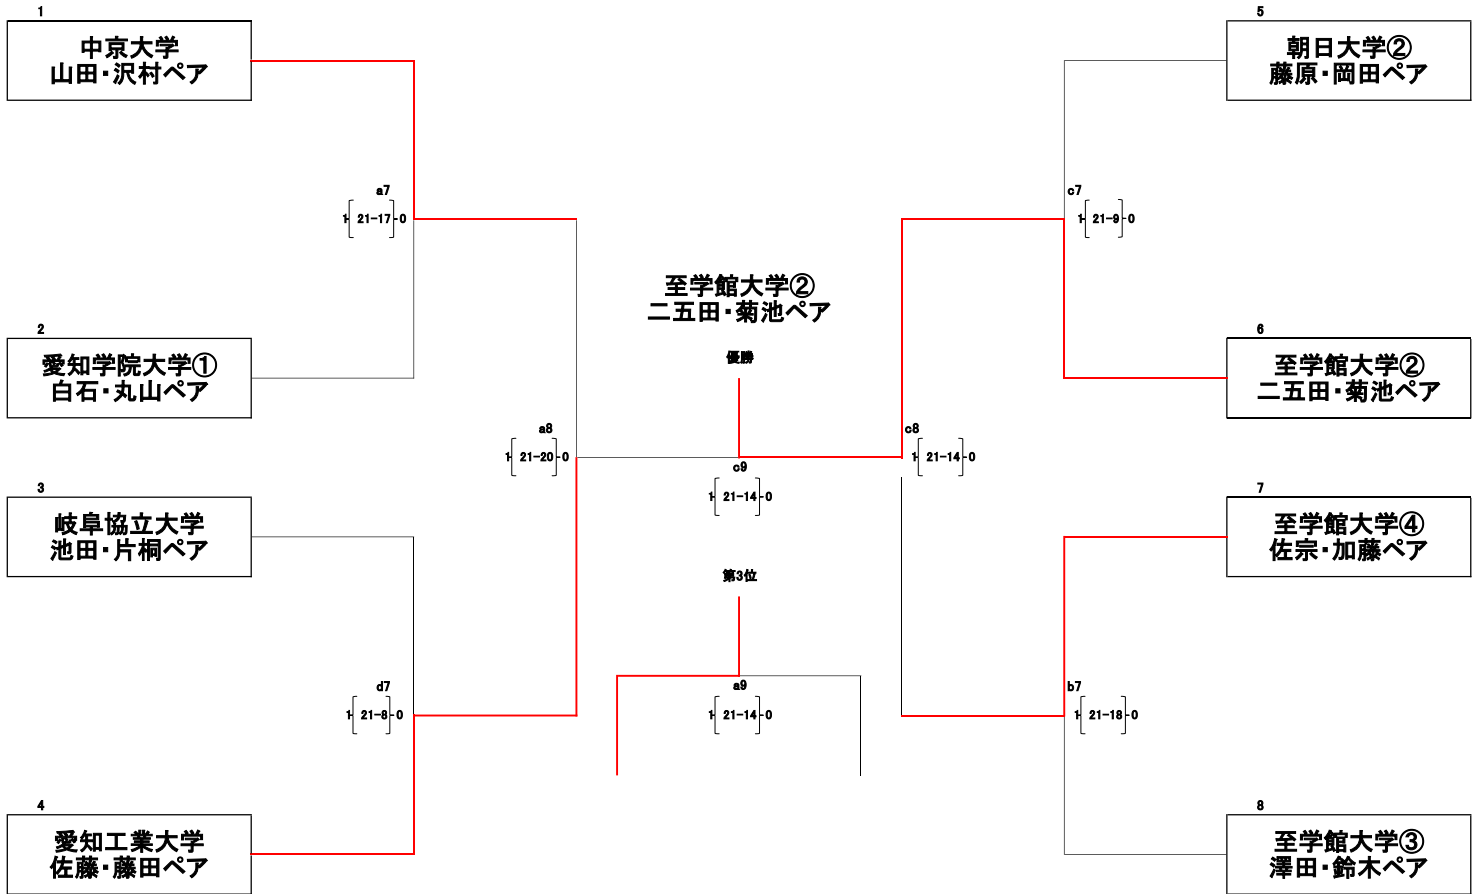 1
中京大学
山田・沢村ペア
5
朝日大学②
藤原・岡田ペア
a7
1-[21-17]-0
c7
1-[21-9]-0
至学館大学②
二五田・菊池ペア
優勝
2
愛知学院大学①
白石・丸山ペア
6
至学館大学②
二五田・菊池ペア
a8
1-[21-20]-0
c8
1-[21-14]-0
c9
1-[21-14]-0
3
岐阜協立大学
池田・片桐ペア
7
至学館大学④
佐宗・加藤ペア
第3位
d7
1-[21-8]-0
a9
1-[21-14]-0
b7
1-[21-18]-0
4
愛知工業大学
佐藤・藤田ペア
8
至学館大学③
澤田・鈴木ペア